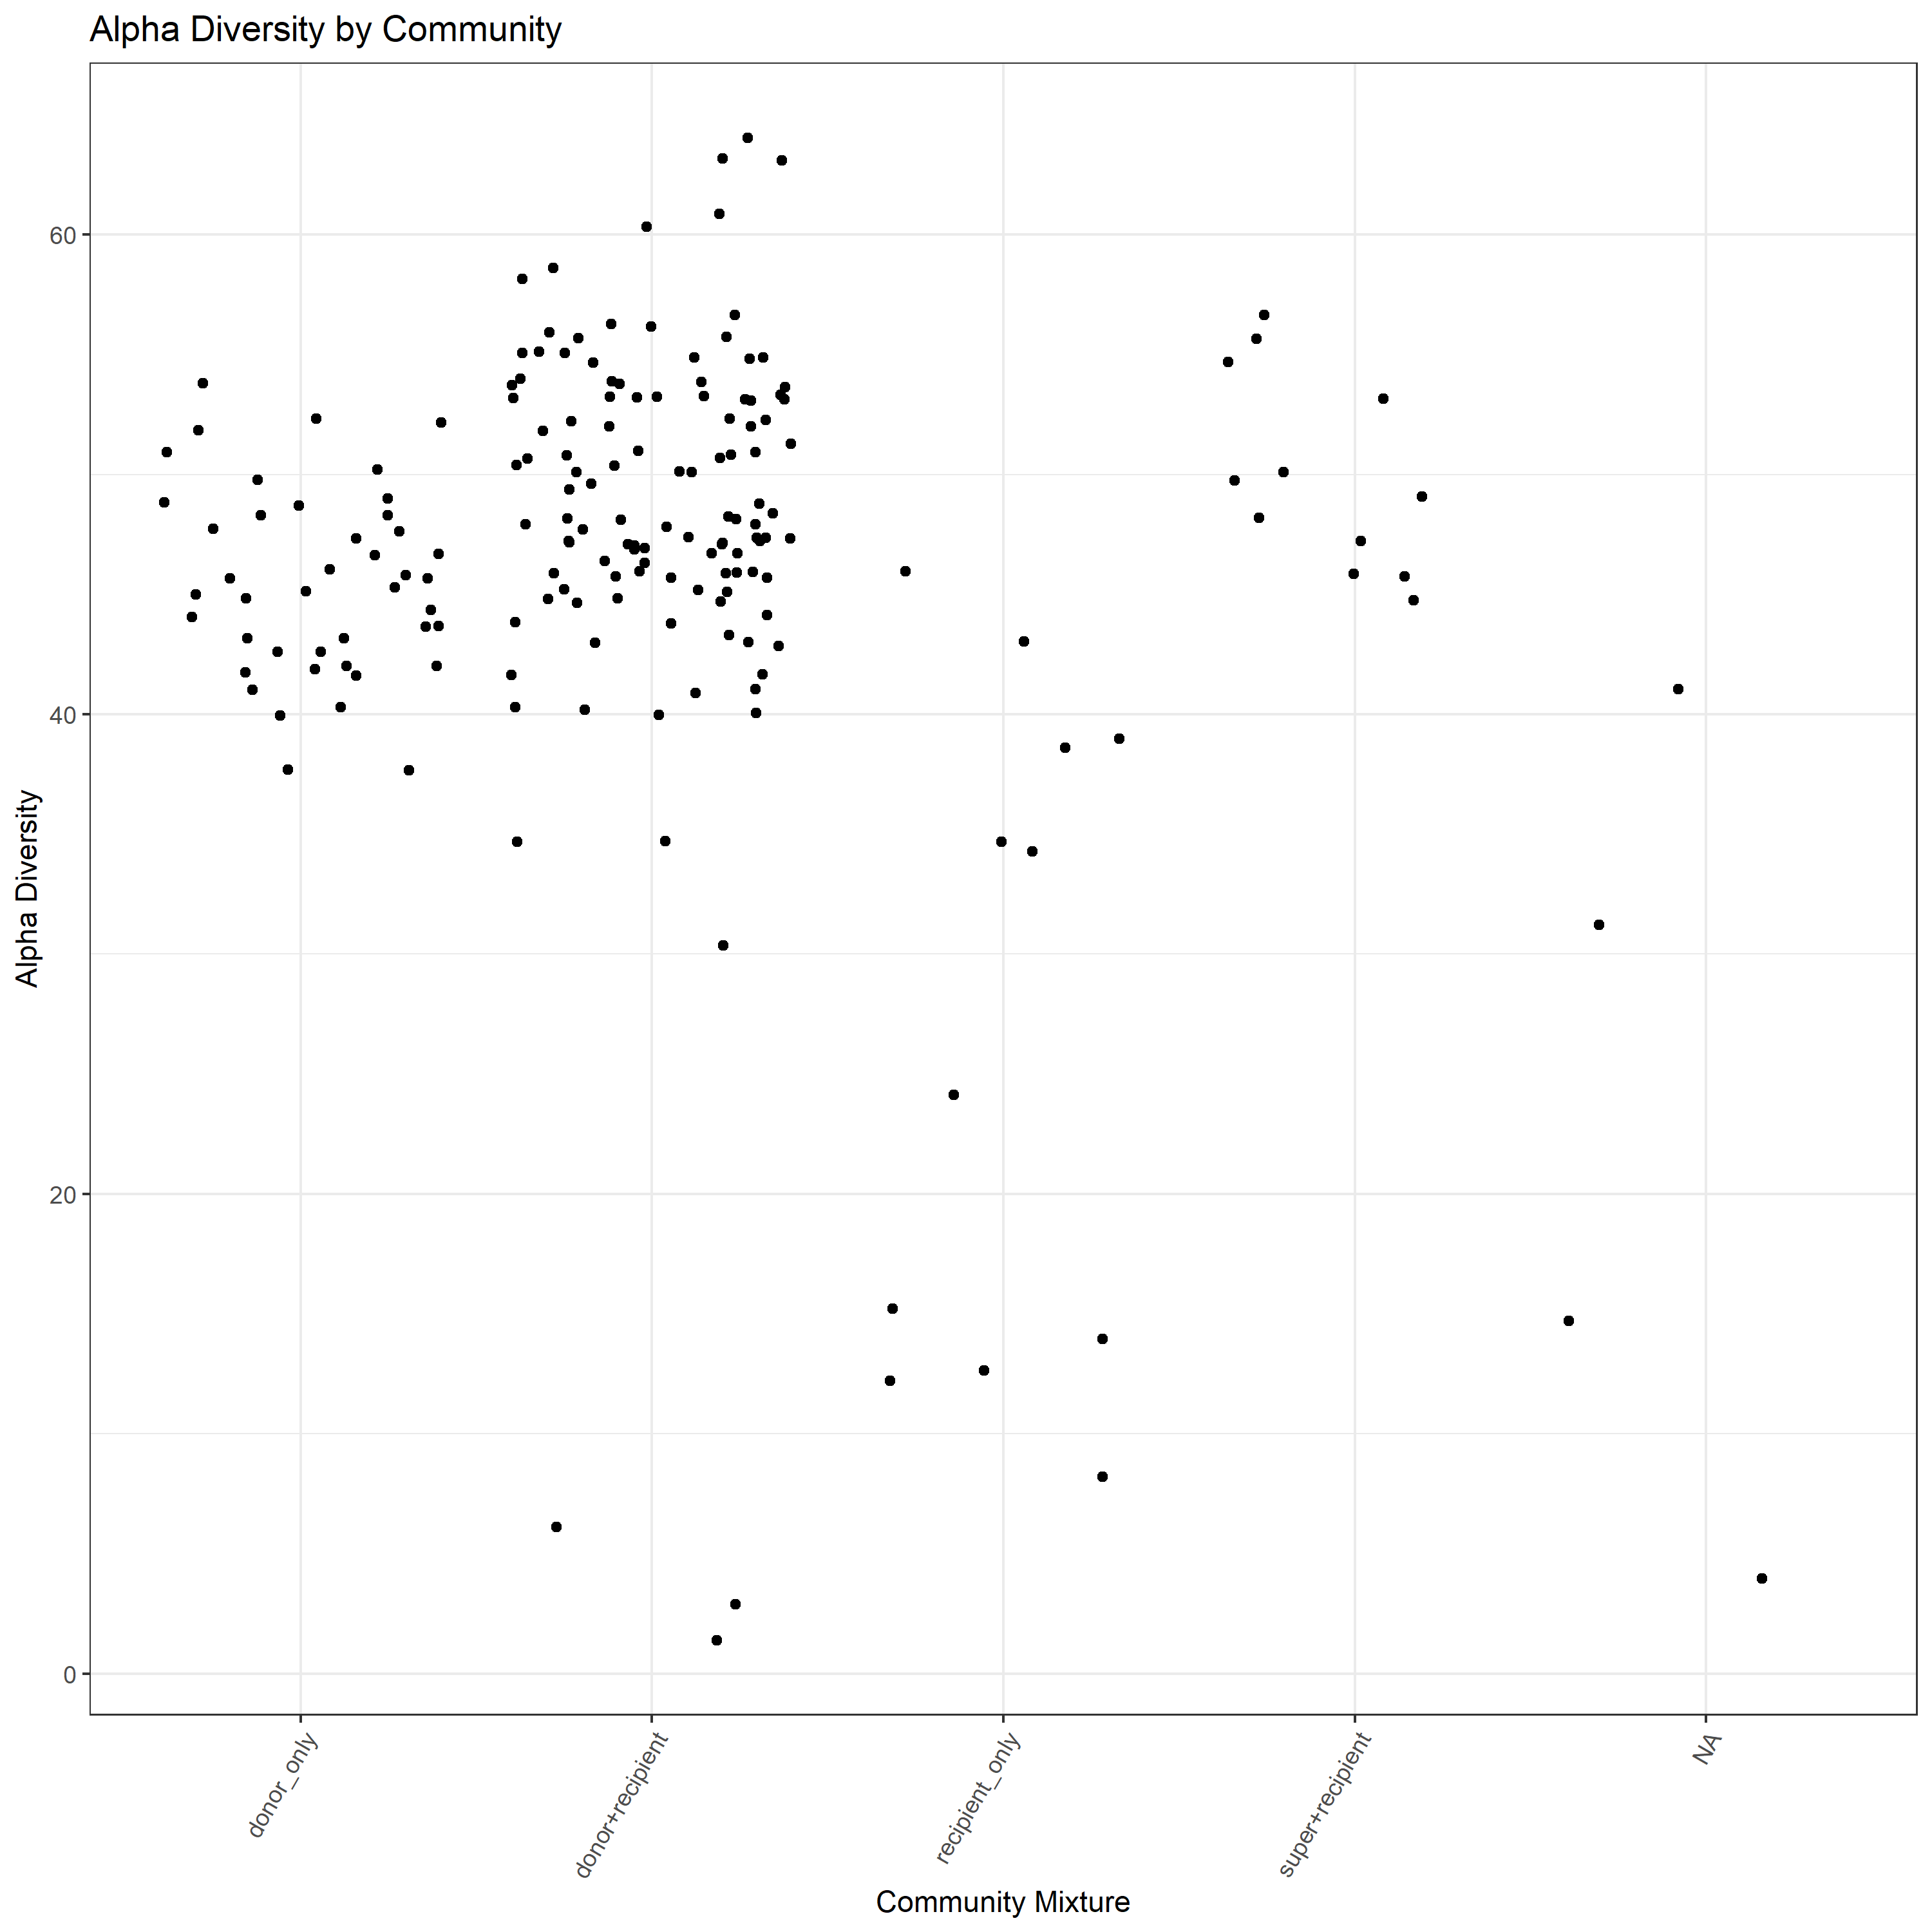 Alpha Diversity by Community
Alpha Diversity
60
40
20
0
donor_only
donor+recipient
recipient_only
super+recipient
NA
Community Mixture